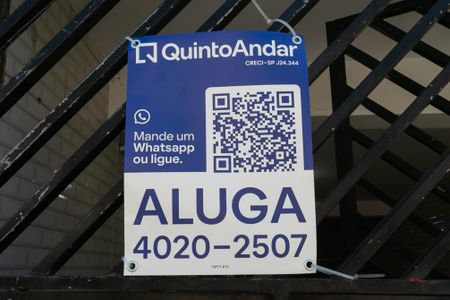 QuintoAndar
CRECI-SP J24.344
Mande um
Whatsapp
ou ligue.
ALUGA
4020-2507